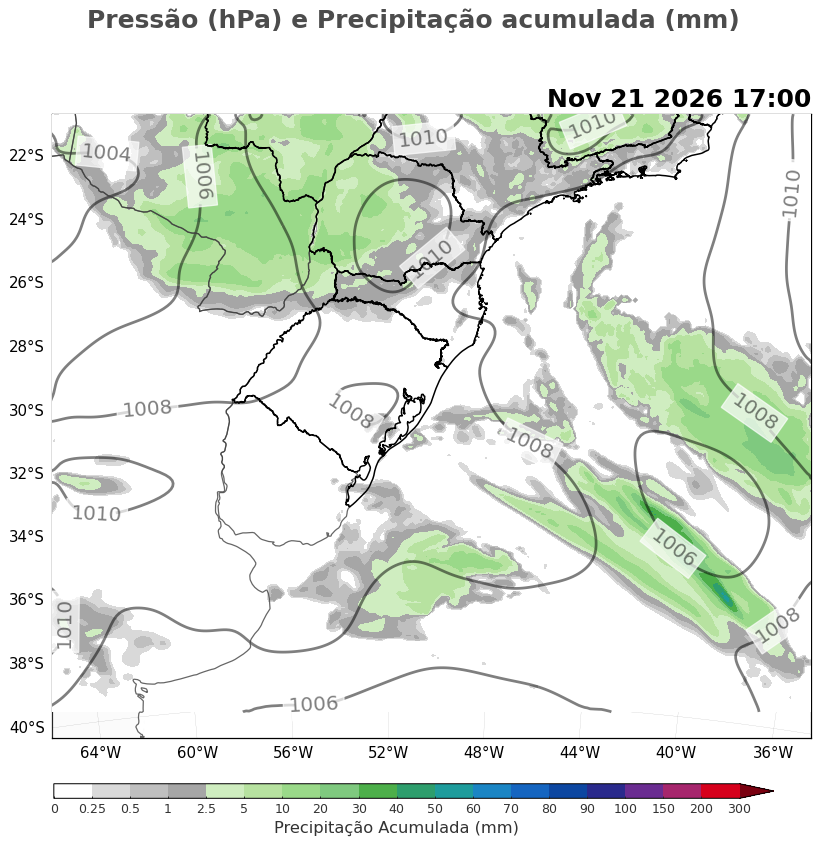 Pressão (hPa) e Precipitação acumulada (mm)
Nov 21 2026 17:00
1010
1010
1004
1006
1010
1010
1008
1008
1008
1008
1010
1006
1010
1008
1006
22°S
24°S
26°S
28°S
30°S
32°S
34°S
36°S
38°S
40°S
64°W 60°W 56°W 52°W 48°W 44°W 40°W 36°W
0 0.25 0.5 1 2.5 5 10 20 30 40 50 60 70 80 90 100 150 200 300
Precipitação Acumulada (mm)